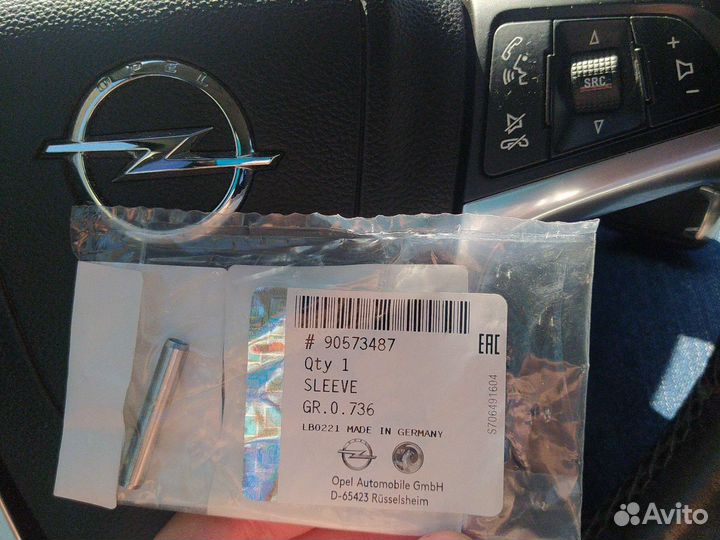 OPEL
SRC
+
-
# 90573487
Qty 1
SLEEVE
GR.0.736
LB0221 MADE IN GERMANY
Opel Automobile GmbH
D-65423 Rüsselsheim
EAC
S706491604
Avito